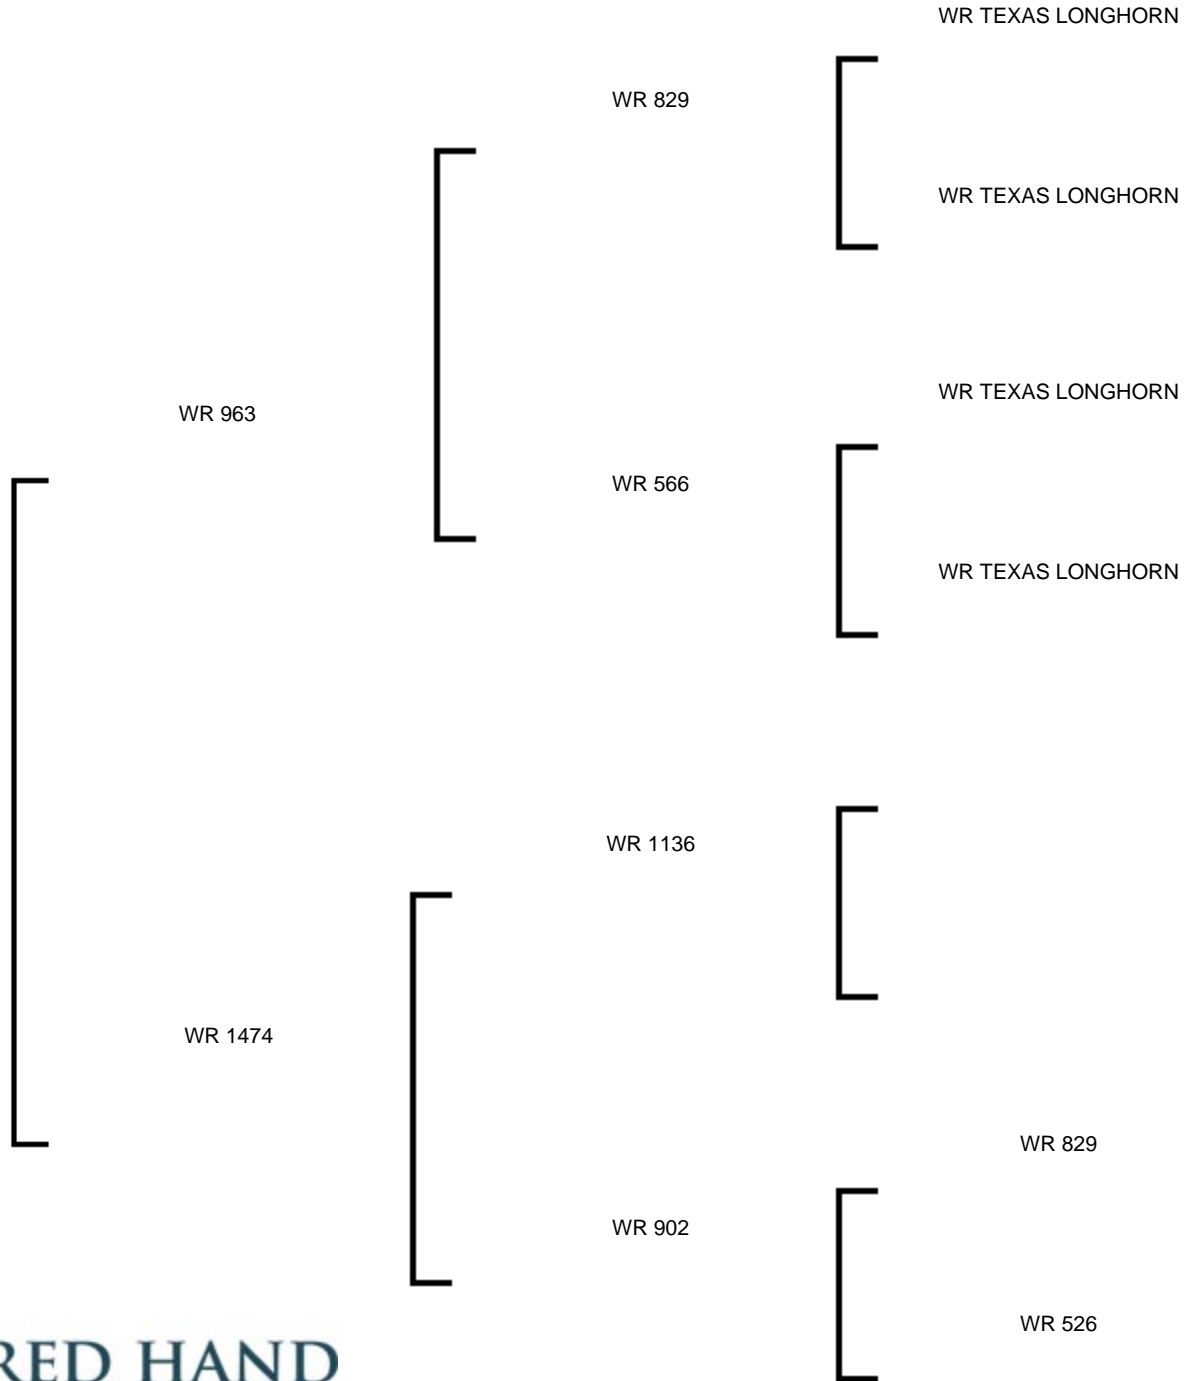 WR TEXAS LONGHORN
WR 829
WR TEXAS LONGHORN
WR TEXAS LONGHORN
WR 963
WR 566
WR TEXAS LONGHORN
WR 1136
WR 1474
WR 829
WR 902
WR 526
RED HAND